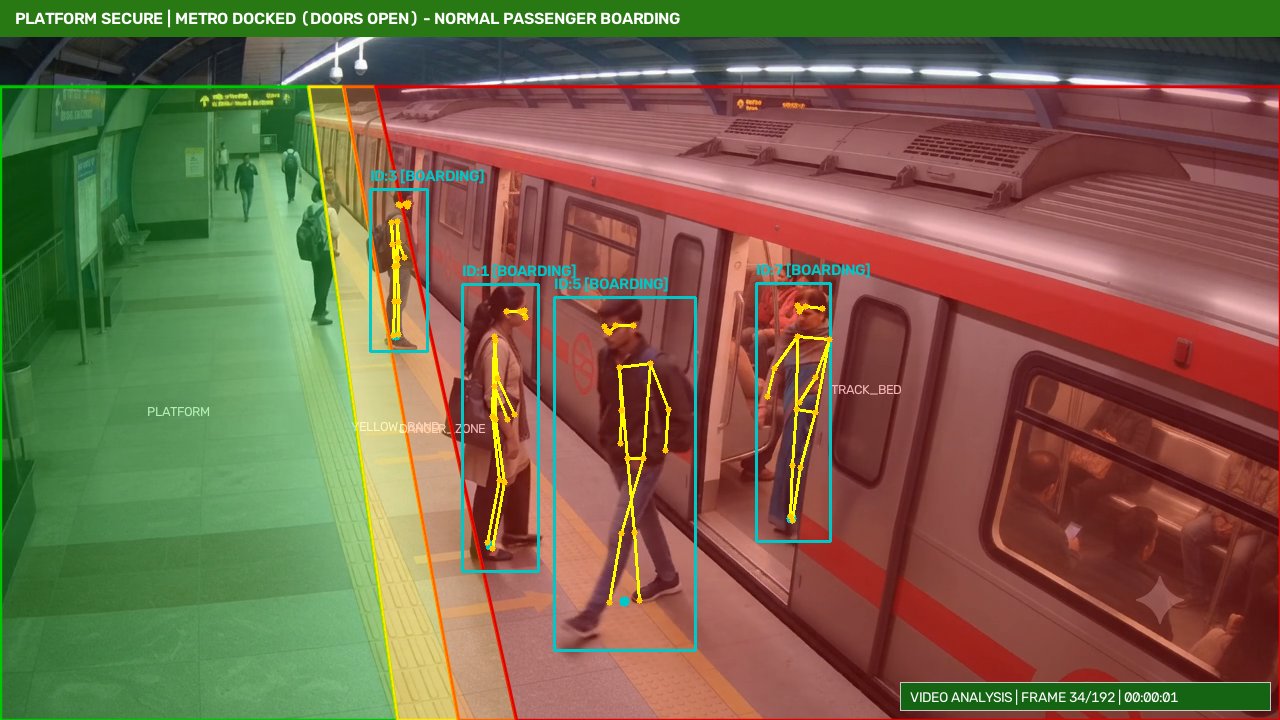 PLATFORM SECURE | METRO DOCKED (DOORS OPEN) - NORMAL PASSENGER BOARDING
ID:3 [BOARDING]
ID:1 [BOARDING]
ID:5 [BOARDING]
ID:7 [BOARDING]
TRACK_BED
PLATFORM
YELLOW_BAND
DANGER_ZONE
VIDEO ANALYSIS | FRAME 34/192 | 00:00:01